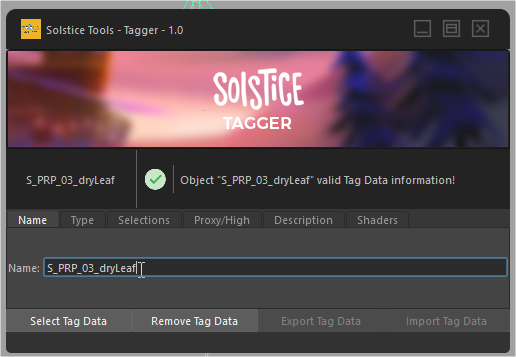 Solstice Tools - Tagger - 1.0
SOLSTICE
TAGGER
S_PRP_03_dryLeaf
Object "S_PRP_03_dryLeaf" valid Tag Data information!
Name Type Selections Proxy/High Description Shaders
Name: S_PRP_03_dryLeaf
Select Tag Data Remove Tag Data Export Tag Data Import Tag Data